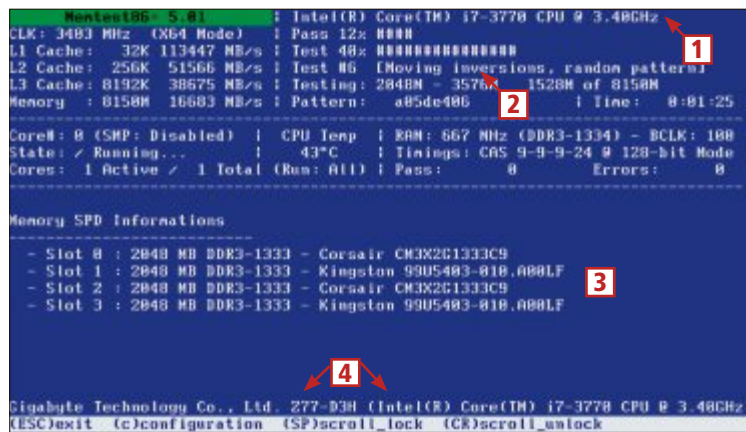 Memtest86+ 5.01 | Intel(R) Core(TM) i7-3770 CPU @ 3.40GHz
CLK: 3403 MHz (X64 Mode) | Pass 12% ####
L1 Cache: 32K 113447 MB/s | Test 40% ###############
L2 Cache: 256K 51566 MB/s | Test #6 [Moving inversions, random pattern]
L3 Cache: 8192K 38675 MB/s | Testing: 2048M - 3576M 1528M of 8150M
Memory : 8150M 16683 MB/s | Pattern: a05de406 | Time: 0:01:25
Core#: 0 (SMP: Disabled) | CPU Temp | RAM: 667 MHz (DDR3-1334) - BCLK: 100
State: / Running... | 43°C | Timings: CAS 9-9-9-24 @ 128-bit Mode
Cores: 1 Active / 1 Total (Run: All) | Pass: 0 Errors: 0
Memory SPD Informations
- Slot 0 : 2048 MB DDR3-1333 - Corsair CM3X2G1333C9
- Slot 1 : 2048 MB DDR3-1333 - Kingston 99U5403-010.A00LF
- Slot 2 : 2048 MB DDR3-1333 - Corsair CM3X2G1333C9
- Slot 3 : 2048 MB DDR3-1333 - Kingston 99U5403-010.A00LF
Gigabyte Technology Co., Ltd. Z77-D3H (Intel(R) Core(TM) i7-3770 CPU @ 3.40GHz
(ESC)exit (c)configuration (SP)scroll_lock (CR)scroll_unlock
1
2
3
4